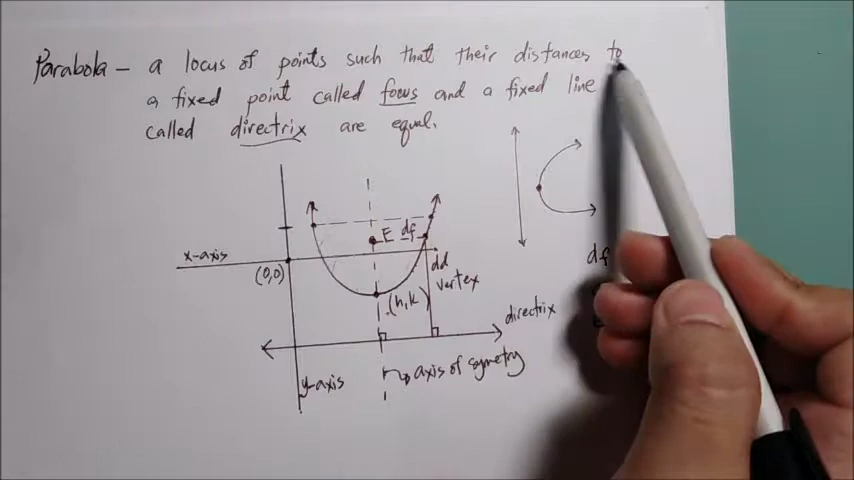 Parabola - a locus of points such that their distances to
a fixed point called focus and a fixed line
called directrix are equal.
E df
x-axis
(0,0)
dd
df
vertex
(h,k)
directrix
y-axis
axis of symetry